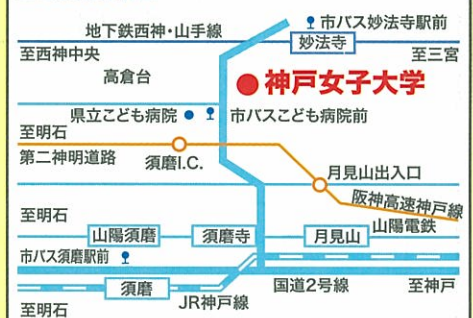 地下鉄西神・山手線
市バス妙法寺駅前
至西神中央
妙法寺
至三宮
高倉台
神戸女子大学
県立こども病院
市バスこども病院前
至明石
第二神明道路
須磨I.C.
月見山出入口
阪神高速神戸線
至明石
山陽電鉄
山陽須磨
須磨寺
月見山
市バス須磨駅前
須磨
JR神戸線
国道2号線
至神戸
至明石